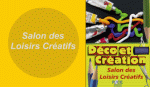 Salon des
Loisirs Créatifs
Déco et
Création
Salon des
Loisirs Créatifs